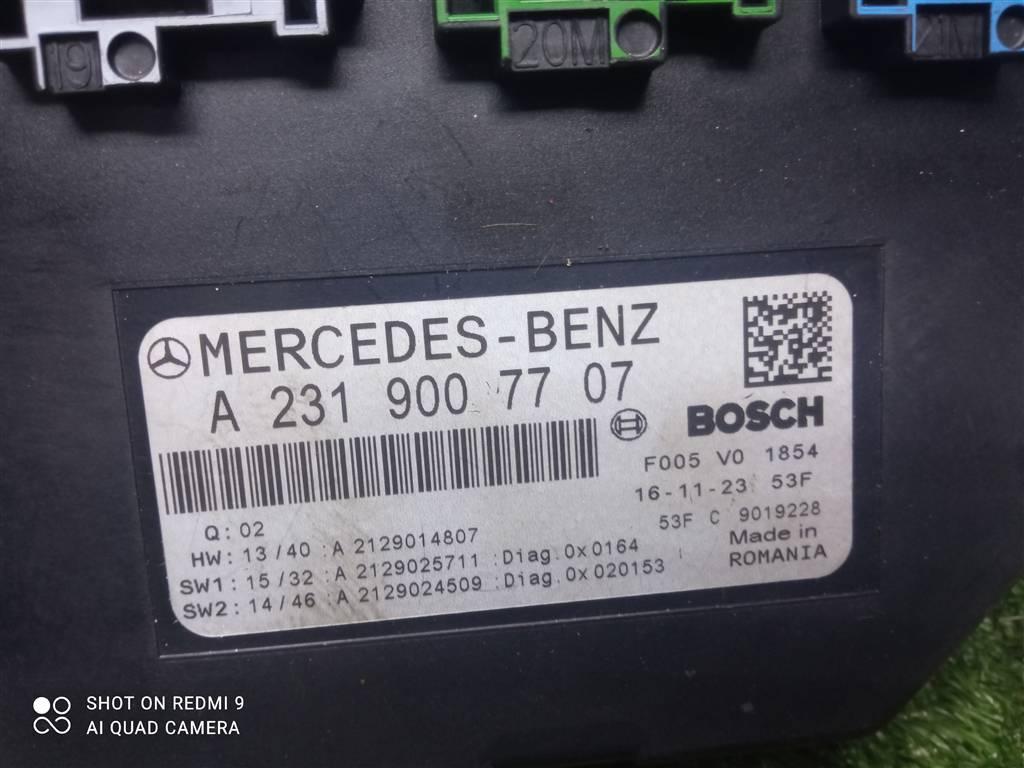 19
20M
MERCEDES-BENZ
A 231 900 77 07
BOSCH
F005 V0 1854
16-11-23 53F
53F C 9019228
Made in
ROMANIA
Q: 02
HW: 13/40 :A 2129014807
SW1: 15/32 :A 2129025711 :Diag.0x0164
SW2: 14/46 :A 2129024509 :Diag.0x020153
SHOT ON REDMI 9
AI QUAD CAMERA